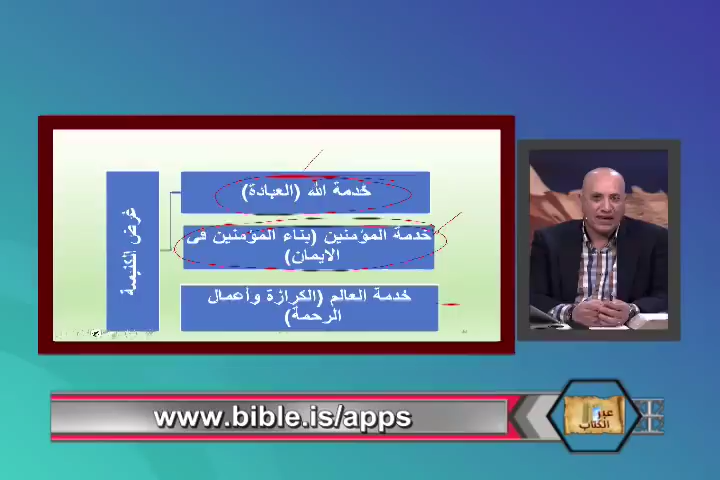 غرض الكنيسة
خدمة الله (العبادة)
خدمة المؤمنين (بناء المؤمنين فى
الايمان)
خدمة العالم (الكرازة وأعمال
الرحمة)
www.bible.is/apps
عبر
الكتاب